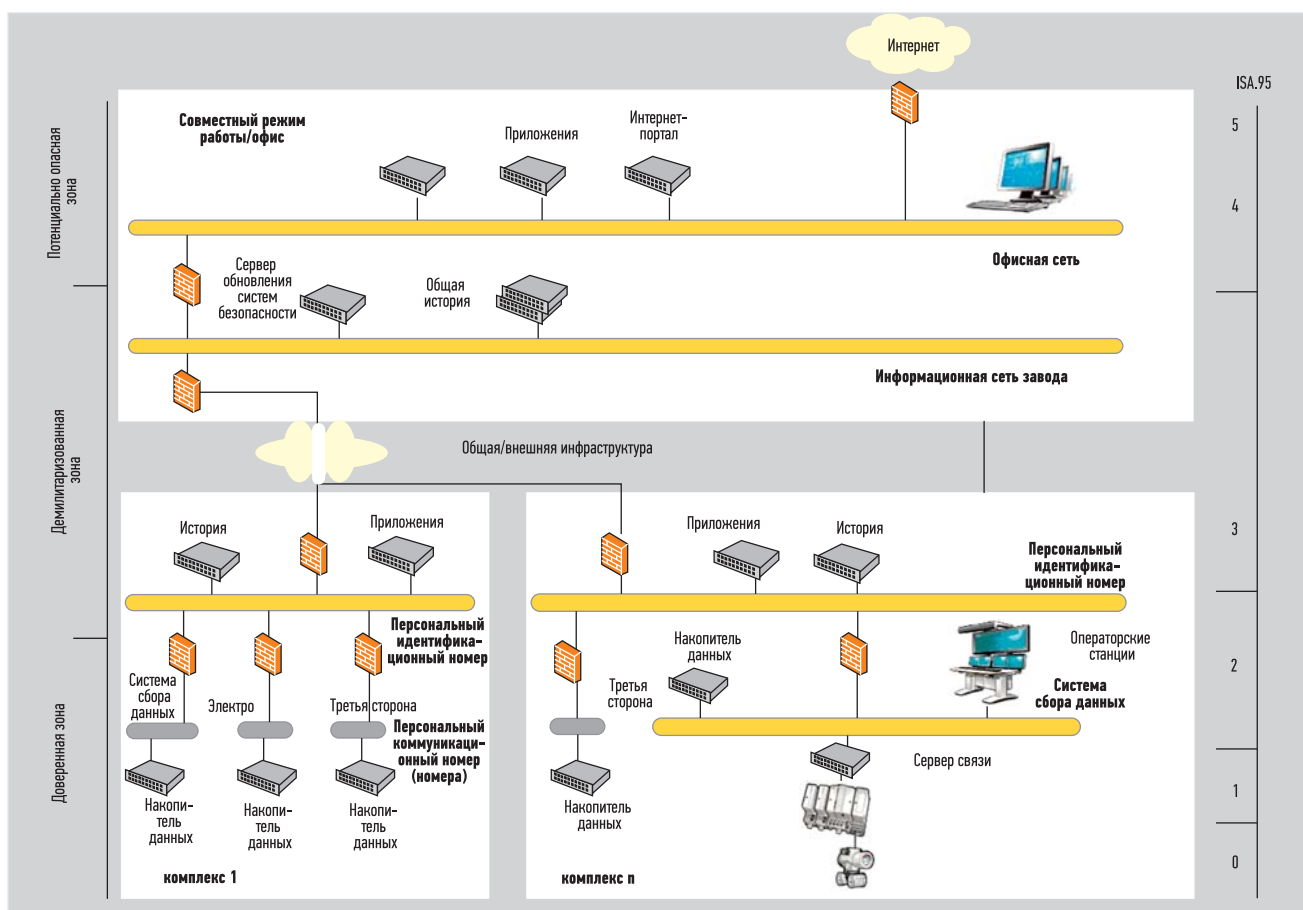 Интернет
ISA.95
Потенциально опасная
зона
Совместный режим
работы/офис
Приложения
Интернет-
портал
5
4
Офисная сеть
Сервер
обновления
систем
безопасности
Общая
история
Информационная сеть завода
Демилитаризованная
зона
Общая/внешняя инфраструктура
История
Приложения
Приложения
История
3
Персональный
идентифика-
ционный номер
Персональный
идентифика-
ционный номер
Доверенная зона
Система
сбора
данных
Электро
Третья сторона
Персональный
коммуникаци-
онный номер
(номера)
Накопи-
тель
данных
Накопи-
тель
данных
Накопи-
тель
данных
комплекс 1
Третья
сторона
Накопитель
данных
Операторские
станции
2
Система
сбора данных
Накопитель
данных
Сервер связи
1
0
комплекс n